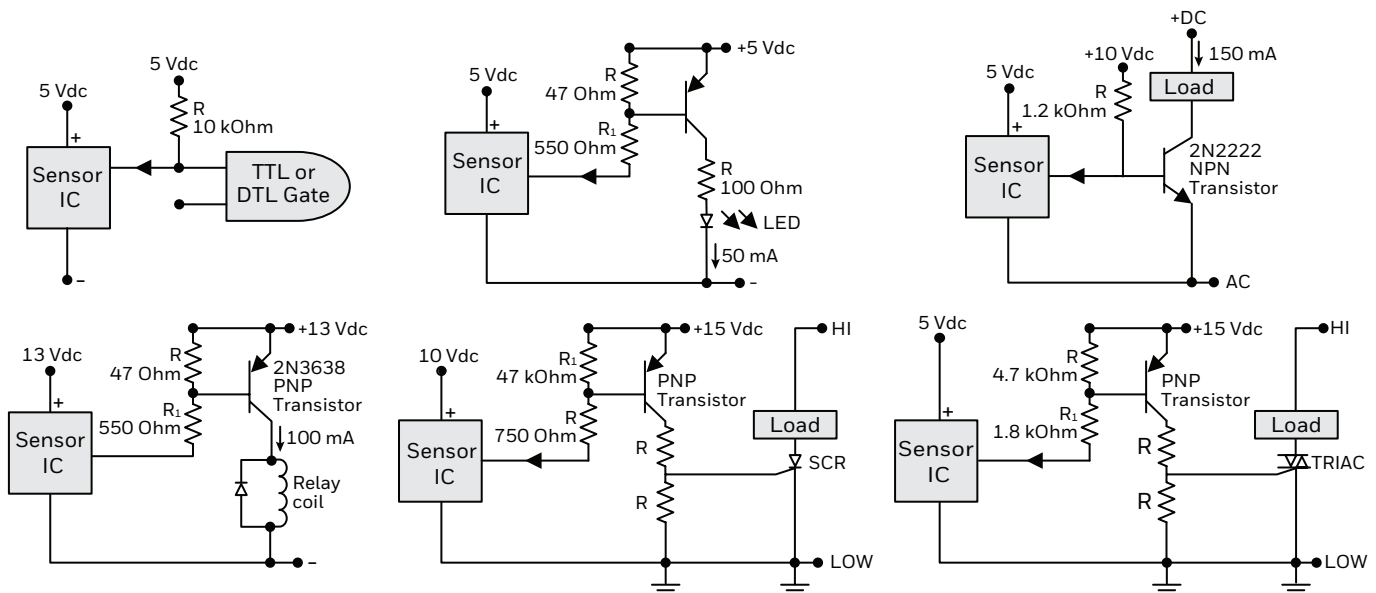 5 Vdc
5 Vdc
+
R
10 kOhm
Sensor
IC
TTL or
DTL Gate
-
+5 Vdc
5 Vdc
R
47 Ohm
+
R1
550 Ohm
Sensor
IC
R
100 Ohm
LED
50 mA
-
+DC
150 mA
+10 Vdc
5 Vdc
Load
R
1.2 kOhm
+
Sensor
IC
2N2222
NPN
Transistor
AC
+13 Vdc
13 Vdc
R
47 Ohm
2N3638
PNP
Transistor
+
R1
550 Ohm
Sensor
IC
100 mA
Relay
coil
-
+15 Vdc
HI
10 Vdc
R1
47 kOhm
PNP
Transistor
+
R
750 Ohm
Load
Sensor
IC
R
SCR
R
LOW
5 Vdc
+15 Vdc
HI
R
4.7 kOhm
PNP
Transistor
+
R1
1.8 kOhm
Load
Sensor
IC
R
TRIAC
R
LOW